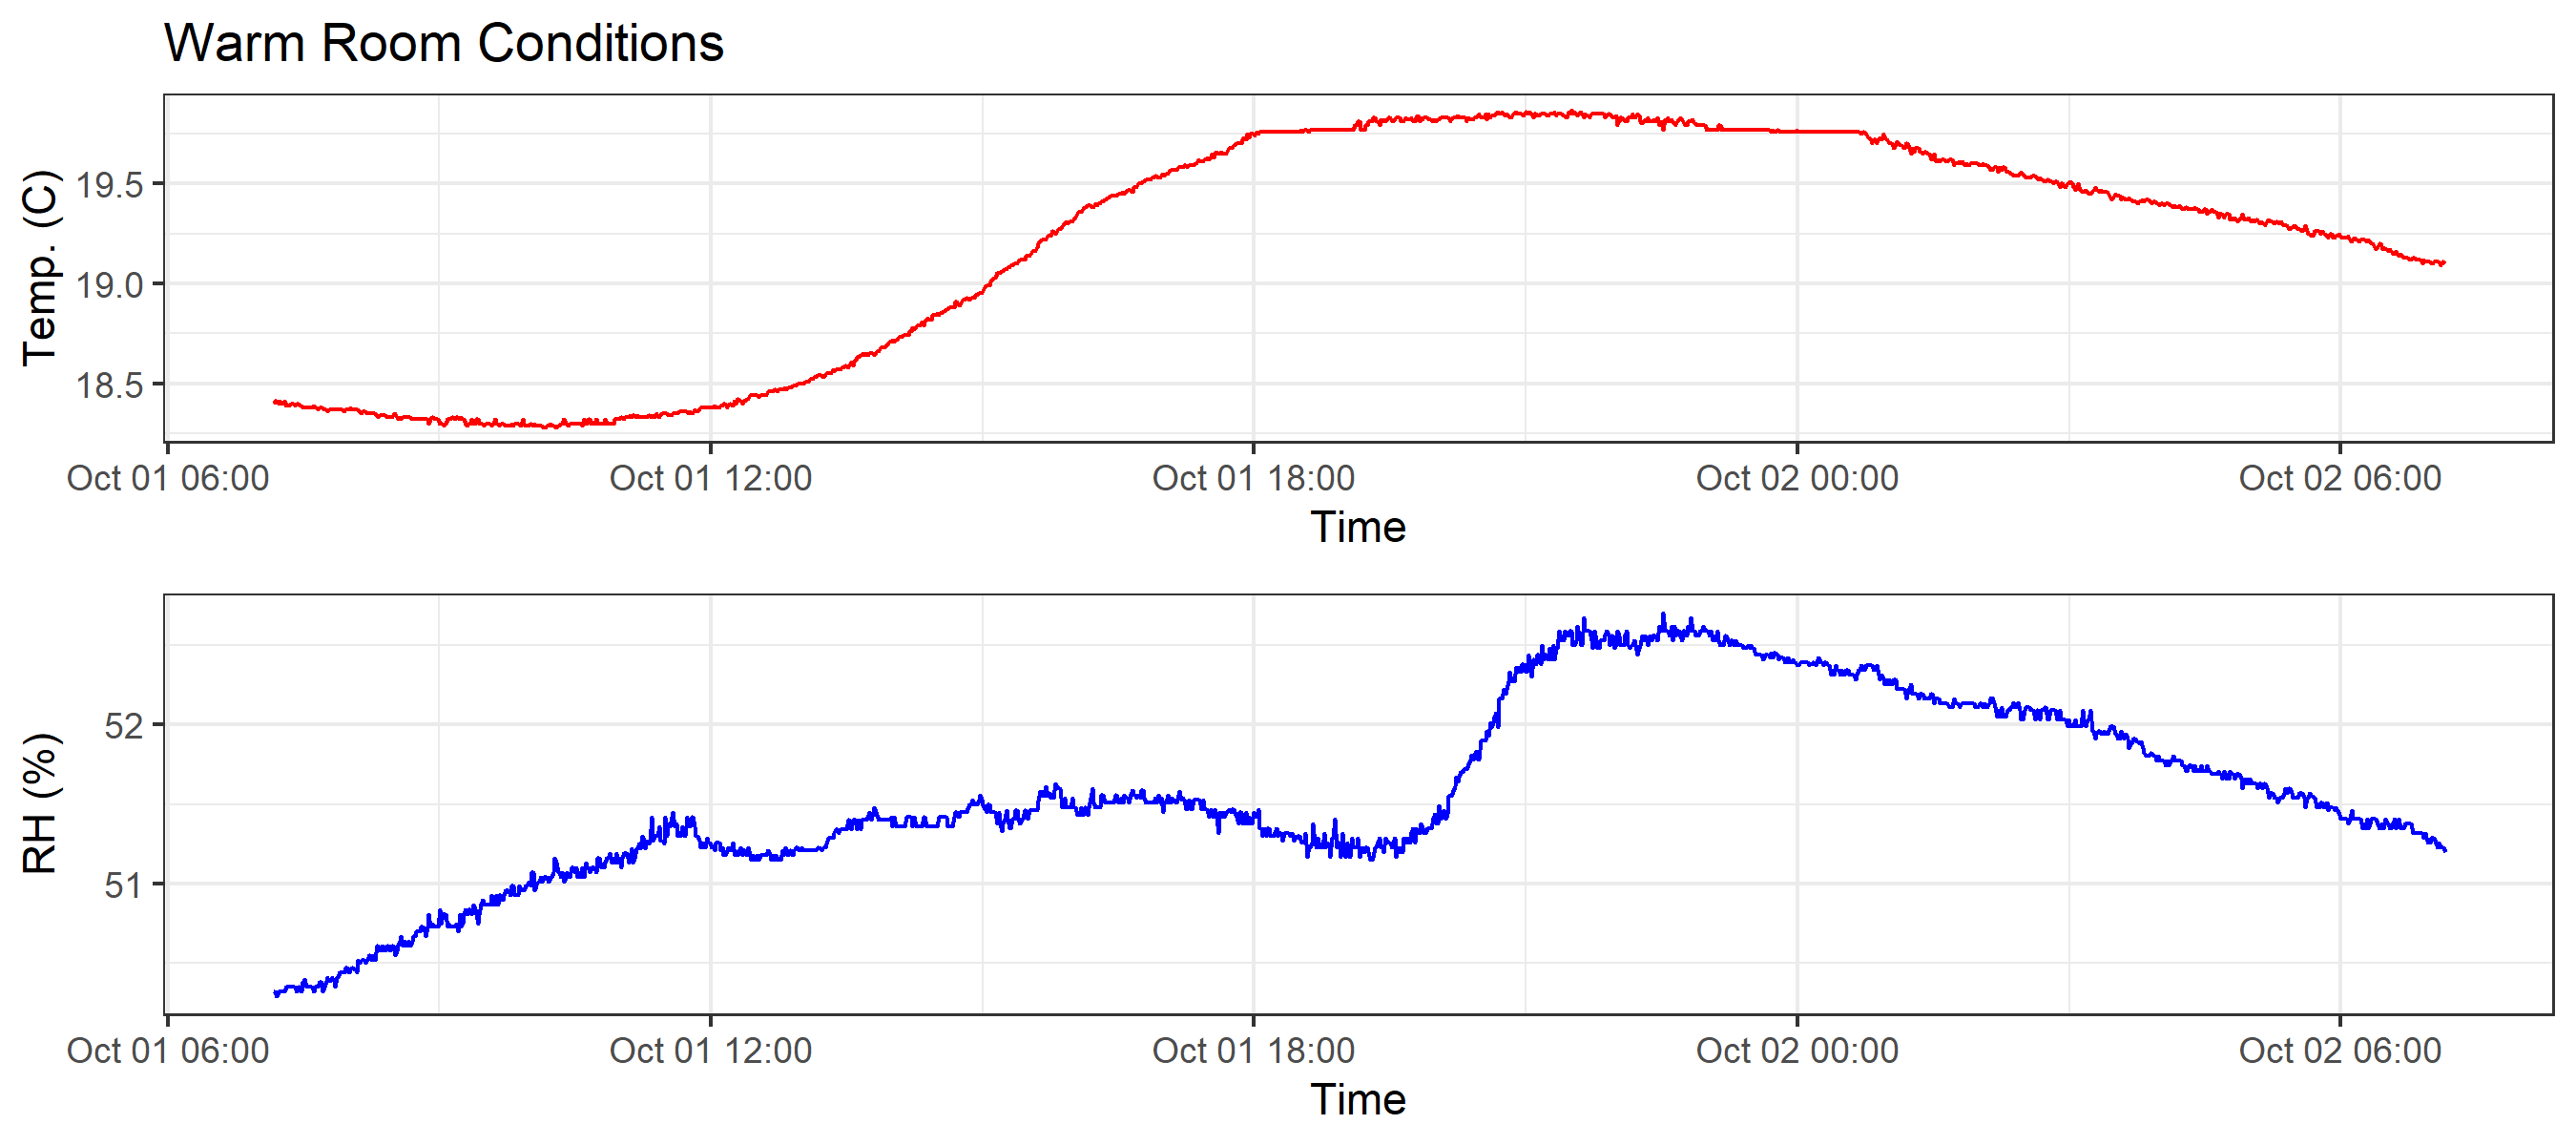 Warm Room Conditions
Temp. (C)
19.5
19.0
18.5
Oct 01 06:00 Oct 01 12:00 Oct 01 18:00 Oct 02 00:00 Oct 02 06:00
Time
RH (%)
52
51
Oct 01 06:00 Oct 01 12:00 Oct 01 18:00 Oct 02 00:00 Oct 02 06:00
Time